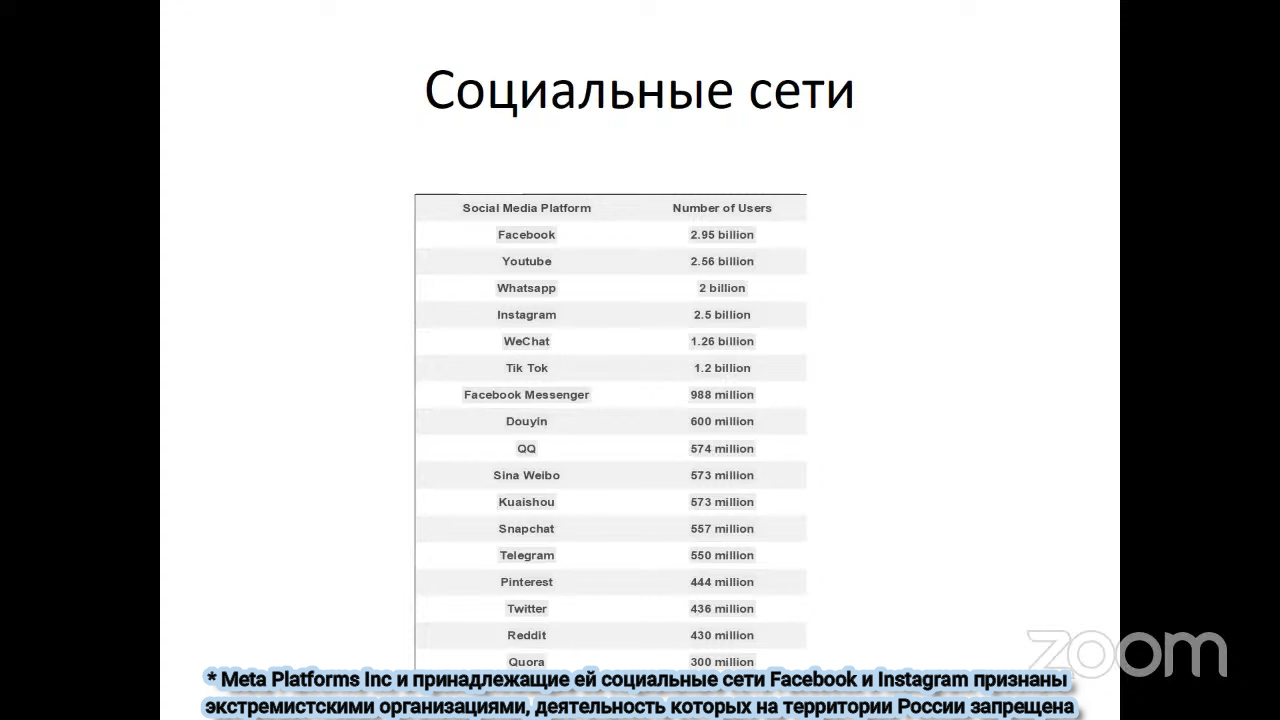 Социальные сети
Social Media Platform Number of Users
Facebook 2.95 billion
Youtube 2.56 billion
Whatsapp 2 billion
Instagram 2.5 billion
WeChat 1.26 billion
Tik Tok 1.2 billion
Facebook Messenger 988 million
Douyin 600 million
QQ 574 million
Sina Weibo 573 million
Kuaishou 573 million
Snapchat 557 million
Telegram 550 million
Pinterest 444 million
Twitter 436 million
Reddit 430 million
Quora 300 million
zoom
* Meta Platforms Inc и принадлежащие ей социальные сети Facebook и Instagram признаны
экстремистскими организациями, деятельность которых на территории России запрещена